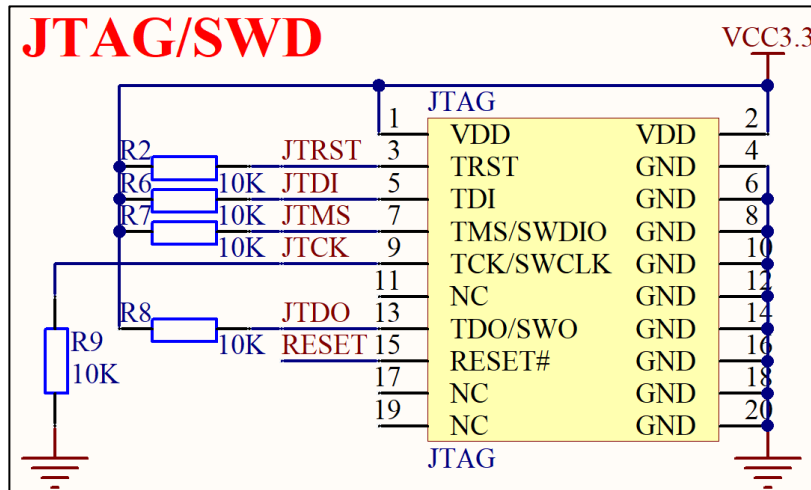 JTAG/SWD
VCC3.3
JTAG
1 VDD VDD 2
R2 10K JTRST 3 TRST GND 4
R6 10K JTDI 5 TDI GND 6
R7 10K JTMS 7 TMS/SWDIO GND 8
JTCK 9 TCK/SWCLK GND 10
11 NC GND 12
R8 10K JTDO 13 TDO/SWO GND 14
R9 10K RESET 15 RESET# GND 16
17 NC GND 18
19 NC GND 20
JTAG